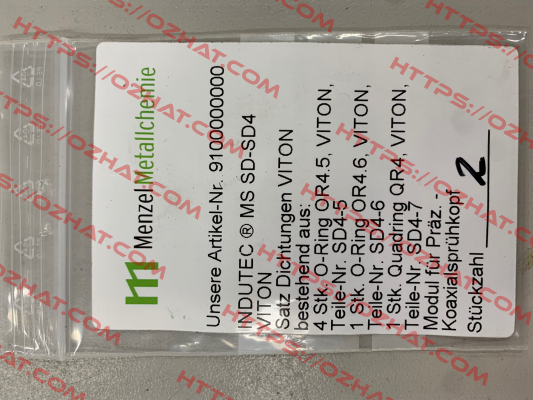 Menzel Metallchemie
Unsere Artikel-Nr. 9100000000
INDUTEC ® MS SD-SD4
VITON
Satz Dichtungen VITON
bestehend aus:
4 Stk. O-Ring OR4.5, VITON,
Teile-Nr. SD4-5
1 Stk. O-Ring OR4.6, VITON,
Teile-Nr. SD4-6
1 Stk. Quadring QR4, VITON,
Teile-Nr SD4-7
Modul für Präz. -
Koaxialsprühkopf
Stückzahl 2
HTTPS://OZHAT.COM